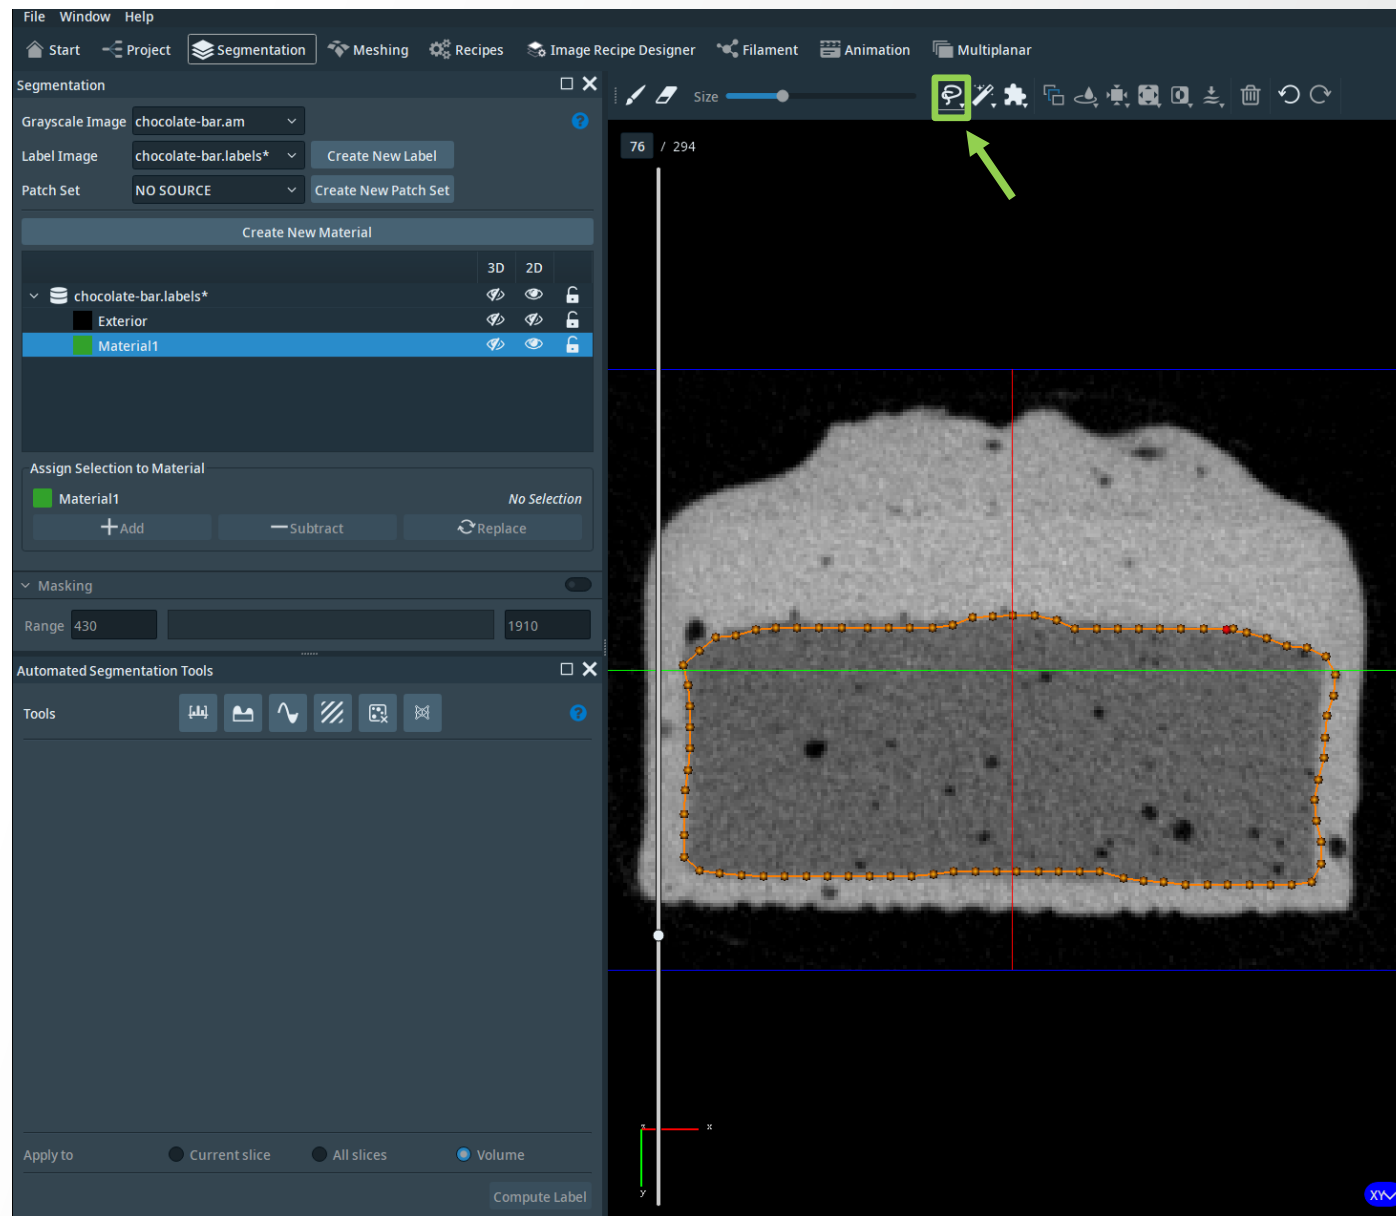 File Window Help
Start Project Segmentation Meshing Recipes Image Recipe Designer Filament Animation Multiplanar
Segmentation
Size
Grayscale Image chocolate-bar.am
Label Image chocolate-bar.labels* Create New Label
76 / 294
Patch Set NO SOURCE Create New Patch Set
Create New Material
3D 2D
chocolate-bar.labels*
Exterior
Material1
Assign Selection to Material
Material1 No Selection
Add Subtract Replace
Masking
Range 430 1910
Automated Segmentation Tools
Tools
z x
y
Apply to Current slice All slices Volume
Compute Label
XY